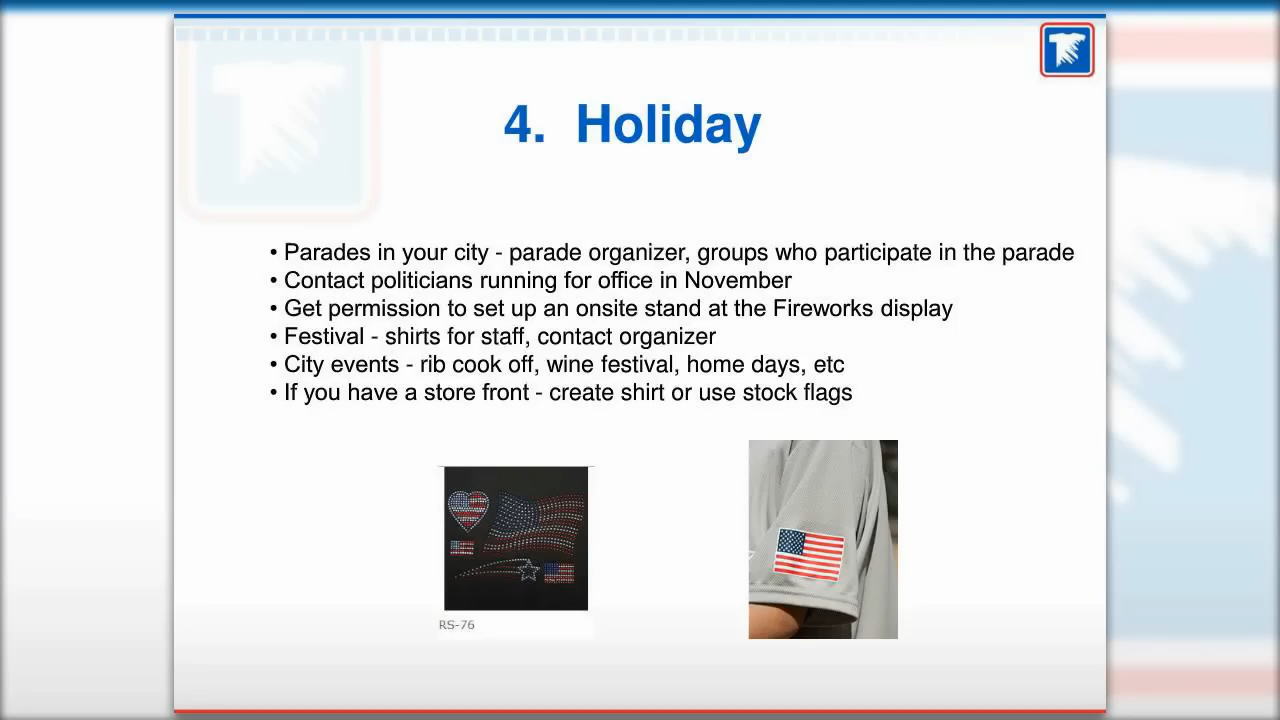 4. Holiday
• Parades in your city - parade organizer, groups who participate in the parade
• Contact politicians running for office in November
• Get permission to set up an onsite stand at the Fireworks display
• Festival - shirts for staff, contact organizer
• City events - rib cook off, wine festival, home days, etc
• If you have a store front - create shirt or use stock flags
RS-76